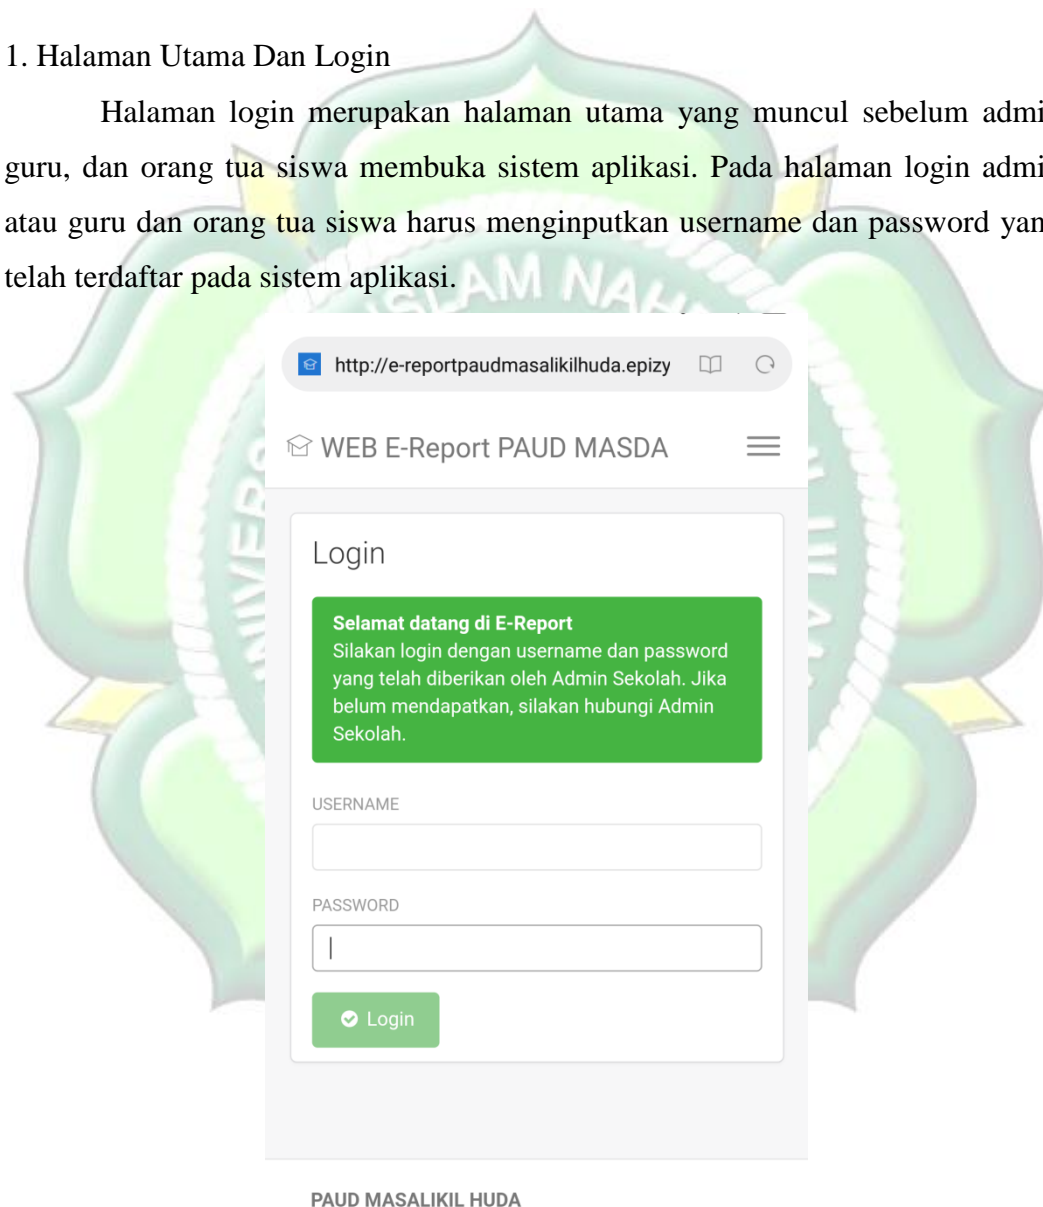 1. Halaman Utama Dan Login
Halaman login merupakan halaman utama yang muncul sebelum admi
guru, dan orang tua siswa membuka sistem aplikasi. Pada halaman login admi
atau guru dan orang tua siswa harus menginputkan username dan password yan
telah terdaftar pada sistem aplikasi.
http://e-reportpaudmasalikilhuda.epizy
WEB E-Report PAUD MASDA
Login
Selamat datang di E-Report
Silakan login dengan username dan password
yang telah diberikan oleh Admin Sekolah. Jika
belum mendapatkan, silakan hubungi Admin
Sekolah.
USERNAME
PASSWORD
Login
PAUD MASALIKIL HUDA